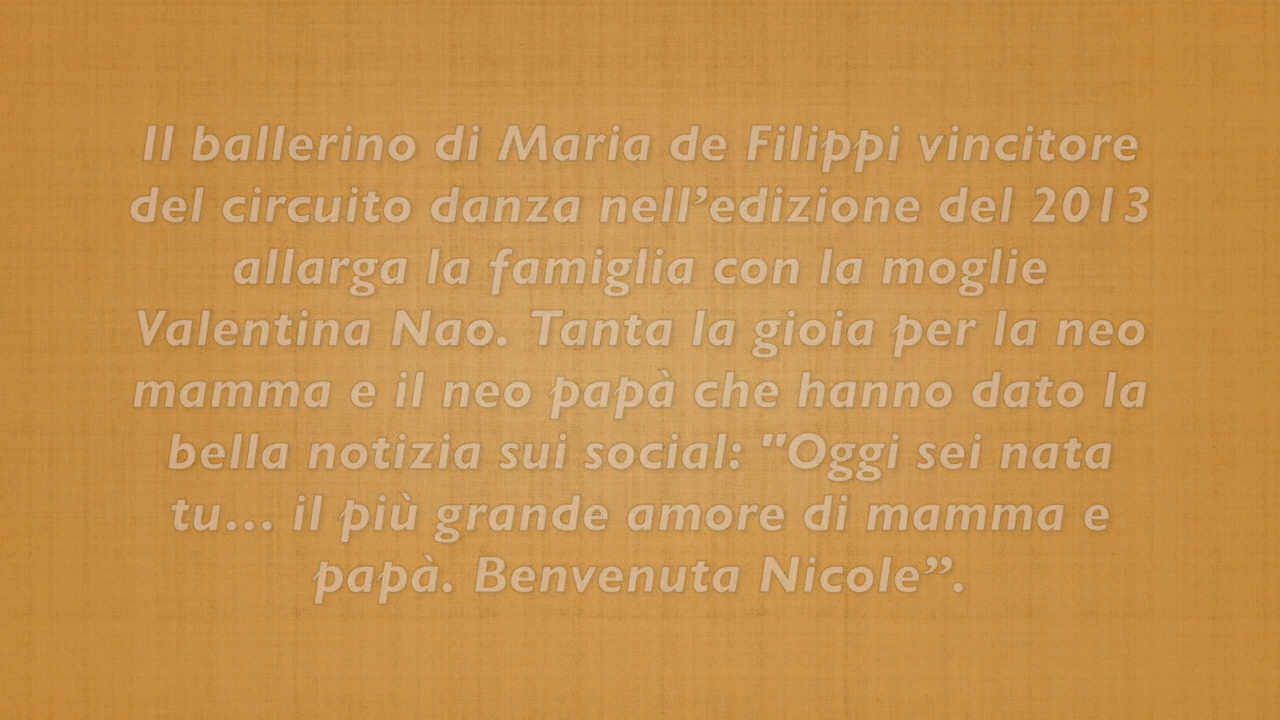 Il ballerino di Maria de Filippi vincitore
del circuito danza nell’edizione del 2013
allarga la famiglia con la moglie
Valentina Nao. Tanta la gioia per la neo
mamma e il neo papà che hanno dato la
bella notizia sui social: "Oggi sei nata
tu… il più grande amore di mamma e
papà. Benvenuta Nicole”.